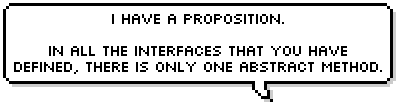 I HAVE A PROPOSITION.
IN ALL THE INTERFACES THAT YOU HAVE
DEFINED, THERE IS ONLY ONE ABSTRACT METHOD.